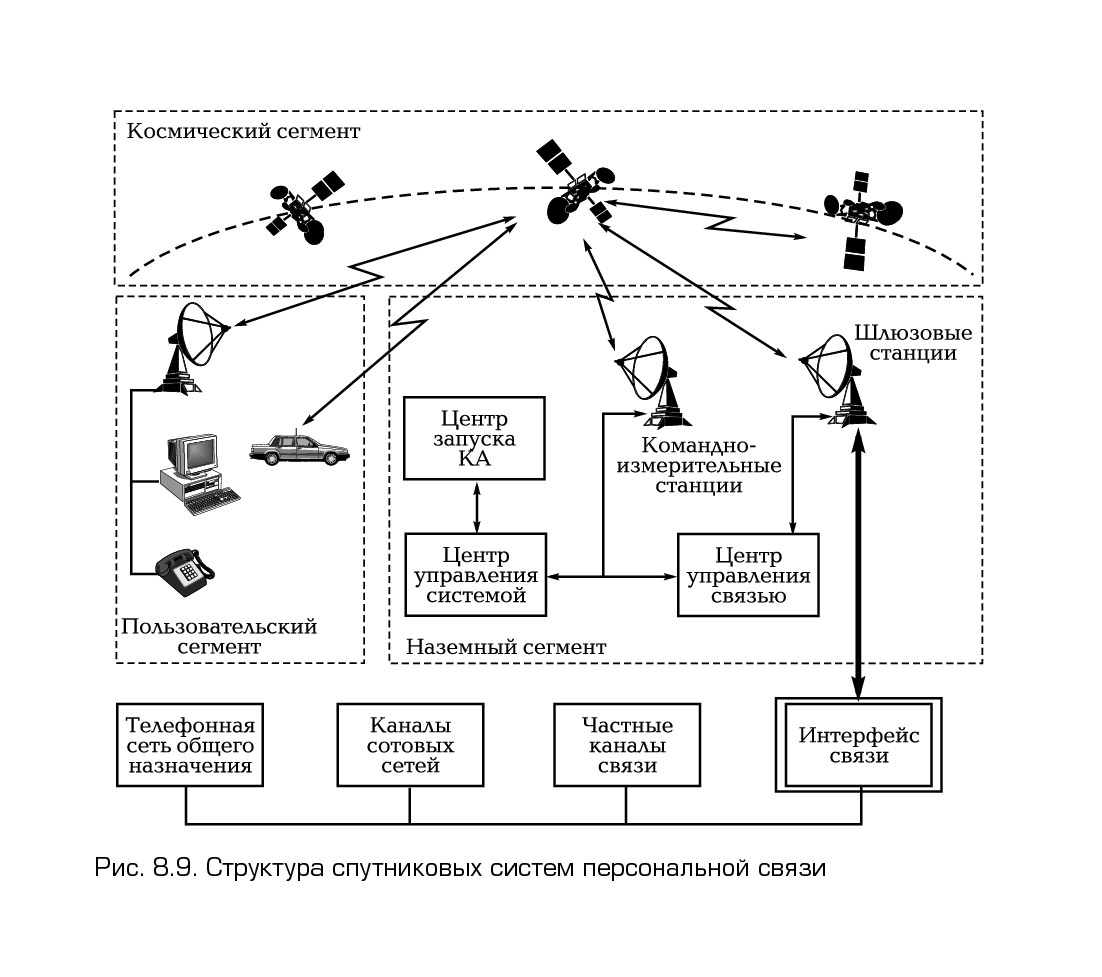 Космический сегмент
Шлюзовые
станции
Центр
запуска
КА
Командно-
измерительные
станции
Центр
управления
системой
Центр
управления
связью
Пользовательский
сегмент
Наземный сегмент
Телефонная
сеть общего
назначения
Каналы
сотовых
сетей
Частные
каналы
связи
Интерфейс
связи
Рис. 8.9. Структура спутниковых систем персональной связи